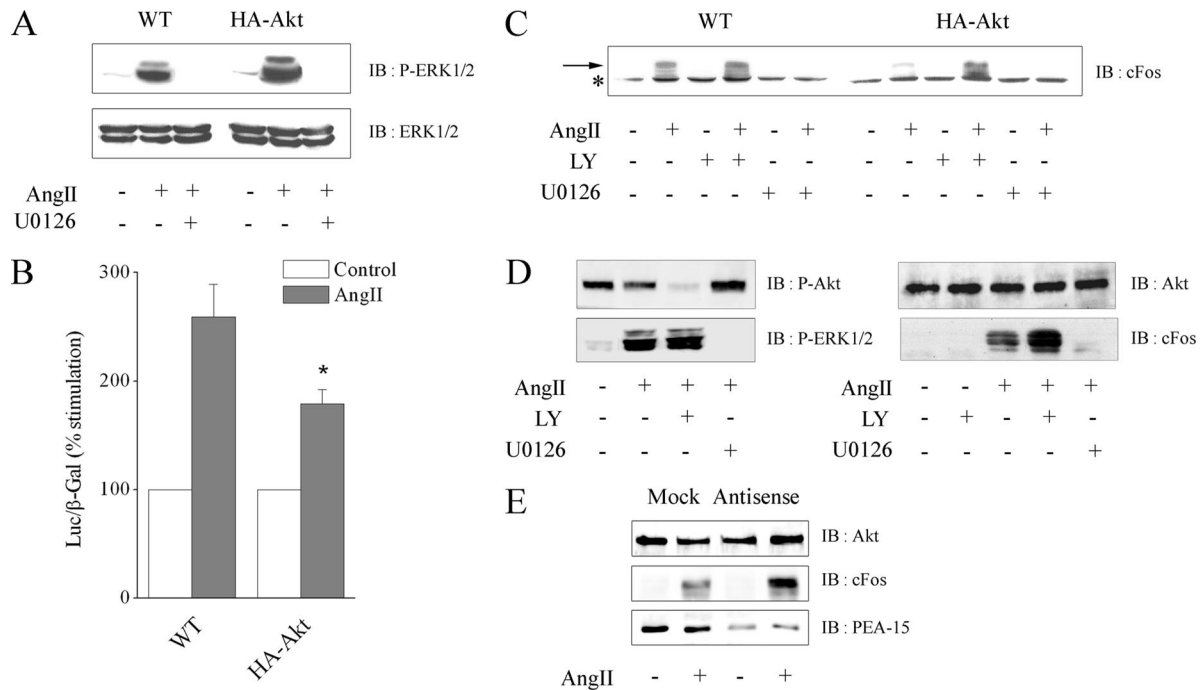 A
WT HA-Akt
IB : P-ERK1/2
IB : ERK1/2
AngII - + + - + +
U0126 - - + - - +
B
Luc/β-Gal (% stimulation)
300
200
100
0
Control
AngII
*
WT HA-Akt
C
WT HA-Akt
* IB : cFos
AngII - + - + - + - + - + - +
LY - - + + - - - - + + - -
U0126 - - - - + + - - - - + +
D
IB : P-Akt
IB : P-ERK1/2
AngII - + + +
LY - - + -
U0126 - - - +
IB : Akt
IB : cFos
AngII - - + + +
LY - + - + -
U0126 - - - - +
E
Mock Antisense
IB : Akt
IB : cFos
IB : PEA-15
AngII - + - +